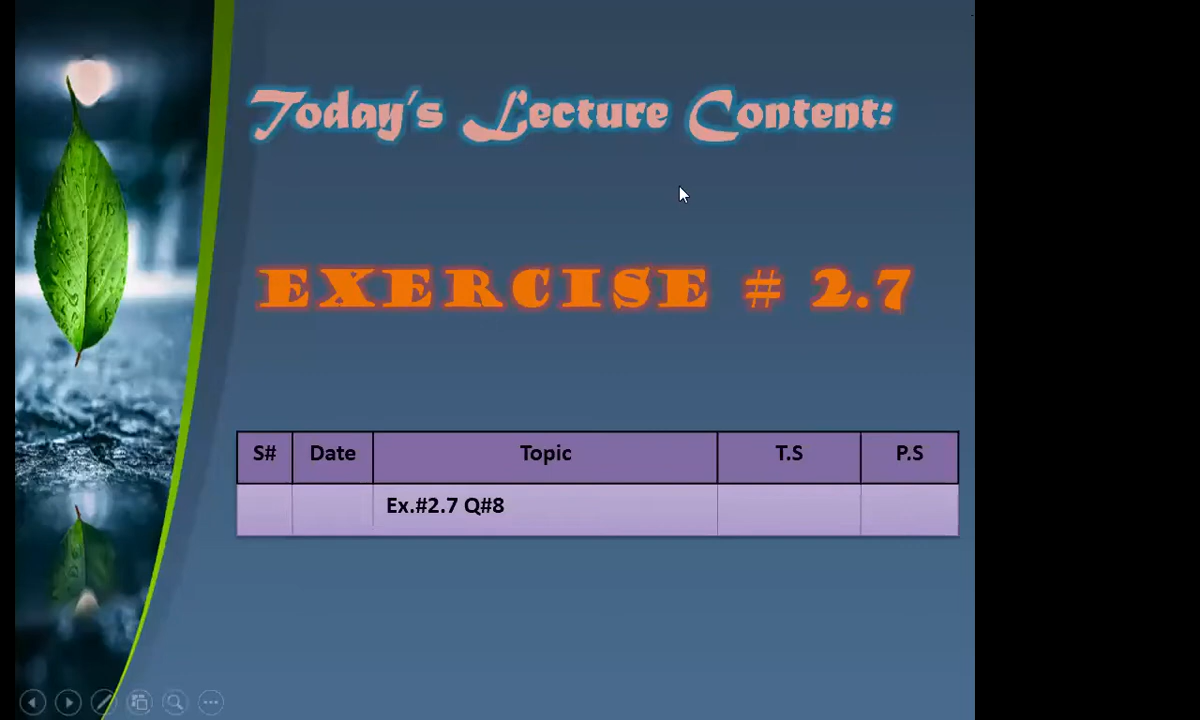 Today's Lecture Content:
EXERCISE # 2.7
S# Date Topic T.S P.S
Ex.#2.7 Q#8